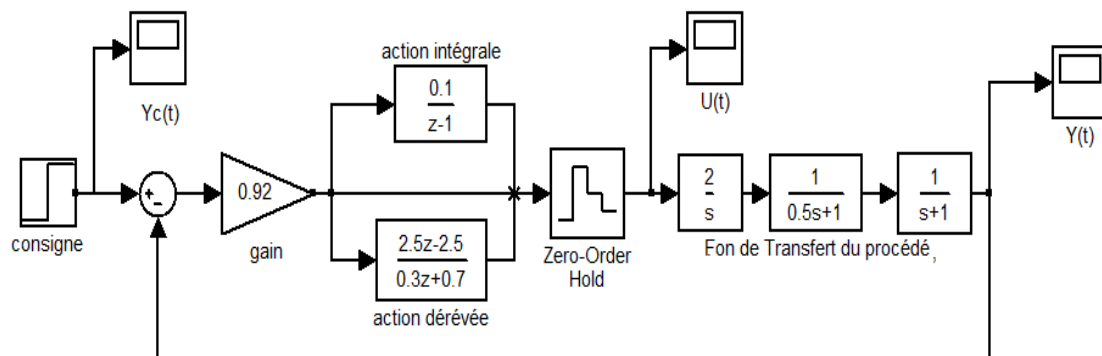 Yc(t)
action intégrale
0.1
z-1
U(t)
Y(t)
consigne
+
-
0.92
gain
2.5z-2.5
0.3z+0.7
action dérévée
Zero-Order
Hold
2
s
1
0.5s+1
1
s+1
Fon de Transfert du procédé,